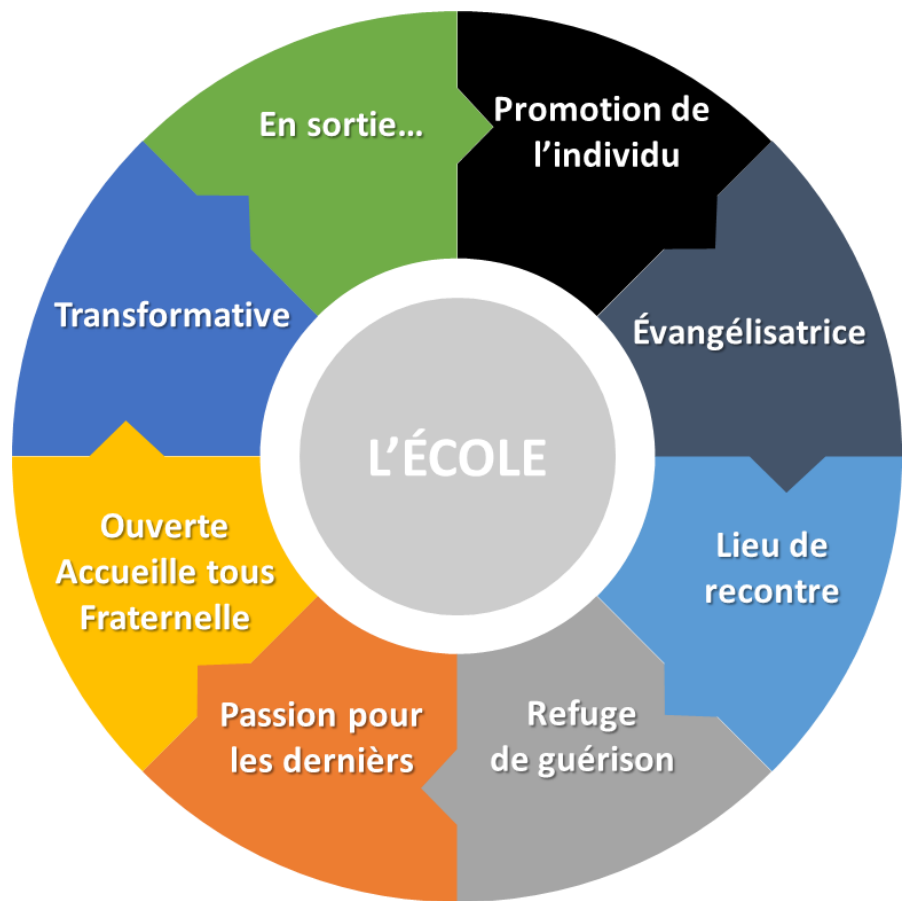 En sortie…
Promotion de
l’individu
Évangélisatrice
Lieu de
recontre
Refuge
de guérison
Passion pour
les dernièrs
Ouverte
Accueille tous
Fraternelle
Transformative
L’ÉCOLE